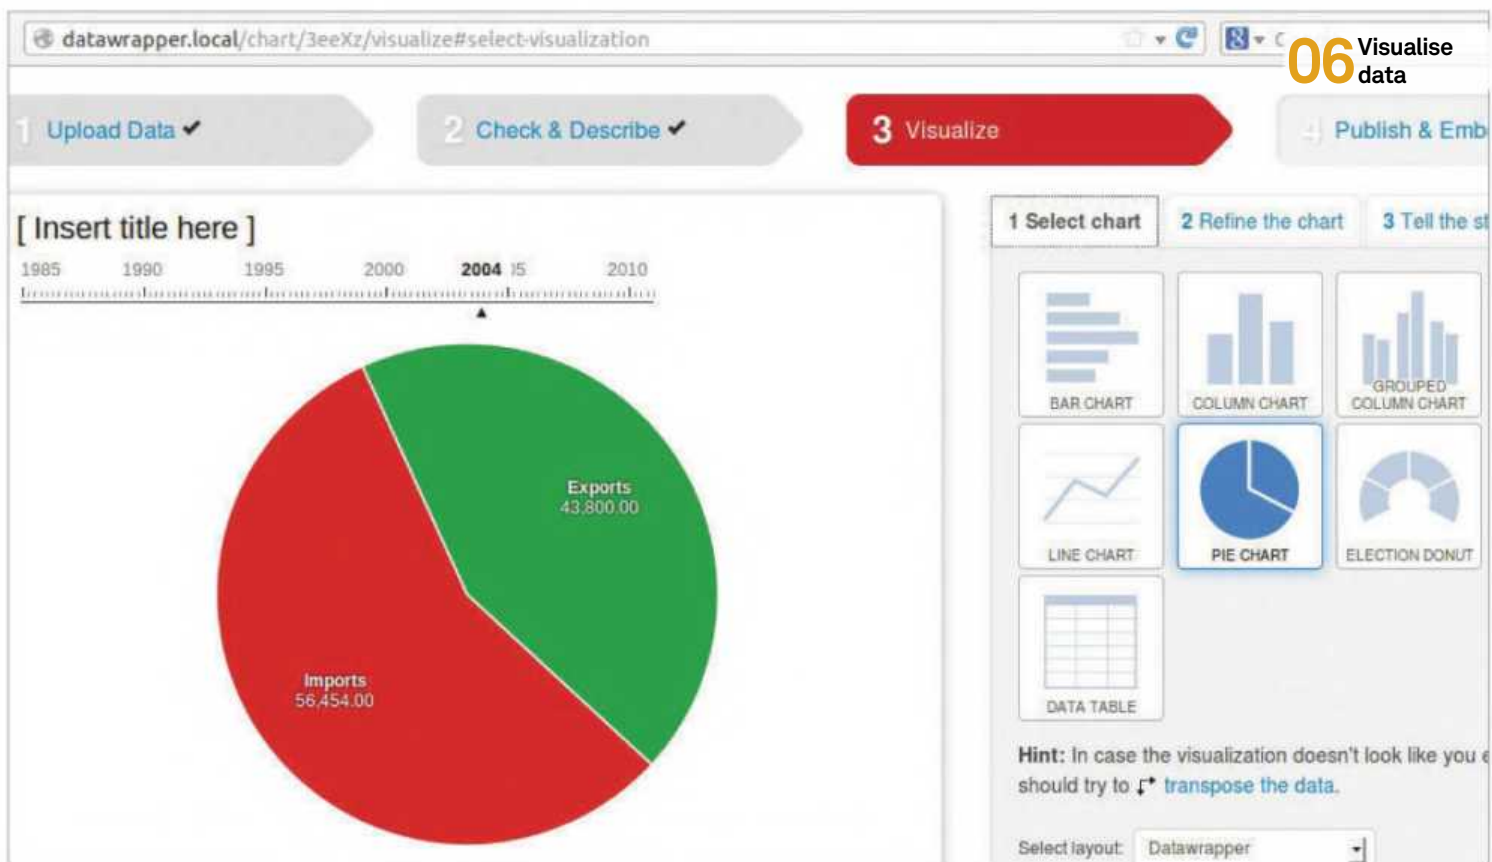 datawrapper.local/chart/3eeXz/visualize#select-visualization
06 Visualise
data
1 Upload Data ✔
2 Check & Describe ✔
3 Visualize
4 Publish & Emb
[ Insert title here ]
1985 1990 1995 2000 2004 2010
Exports
43,800.00
Imports
56,454.00
1 Select chart
2 Refine the chart
3 Tell the st
BAR CHART
COLUMN CHART
GROUPED
COLUMN CHART
LINE CHART
PIE CHART
ELECTION DONUT
DATA TABLE
Hint: In case the visualization doesn't look like you
should try to transpose the data.
Select layout: Datawrapper